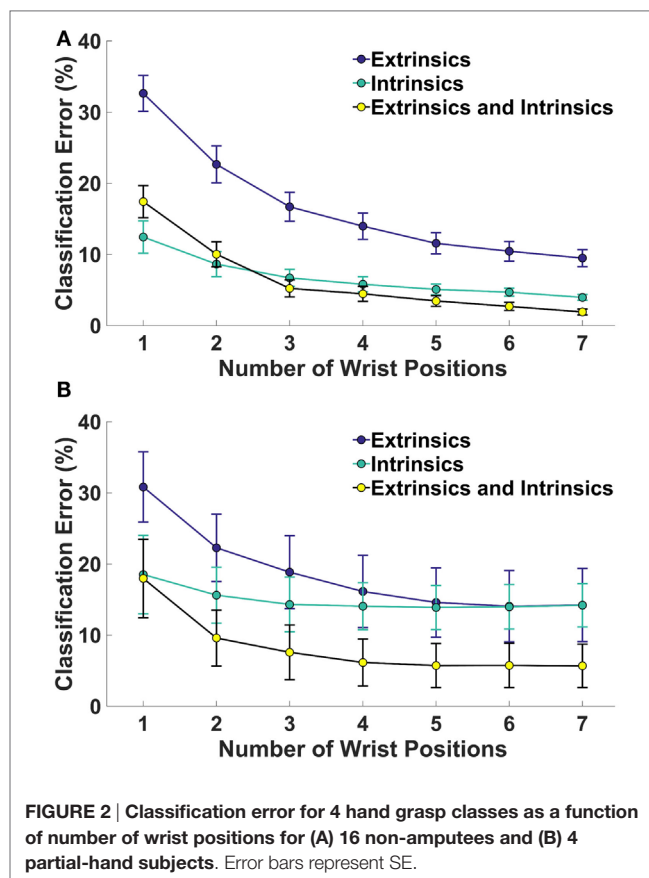 A
Classification Error (%)
40
30
20
10
0
Extrinsics
Intrinsics
Extrinsics and Intrinsics
1 2 3 4 5 6 7
Number of Wrist Positions
B
Classification Error (%)
40
30
20
10
0
Extrinsics
Intrinsics
Extrinsics and Intrinsics
1 2 3 4 5 6 7
Number of Wrist Positions
FIGURE 2 | Classification error for 4 hand grasp classes as a function
of number of wrist positions for (A) 16 non-amputees and (B) 4
partial-hand subjects. Error bars represent SE.